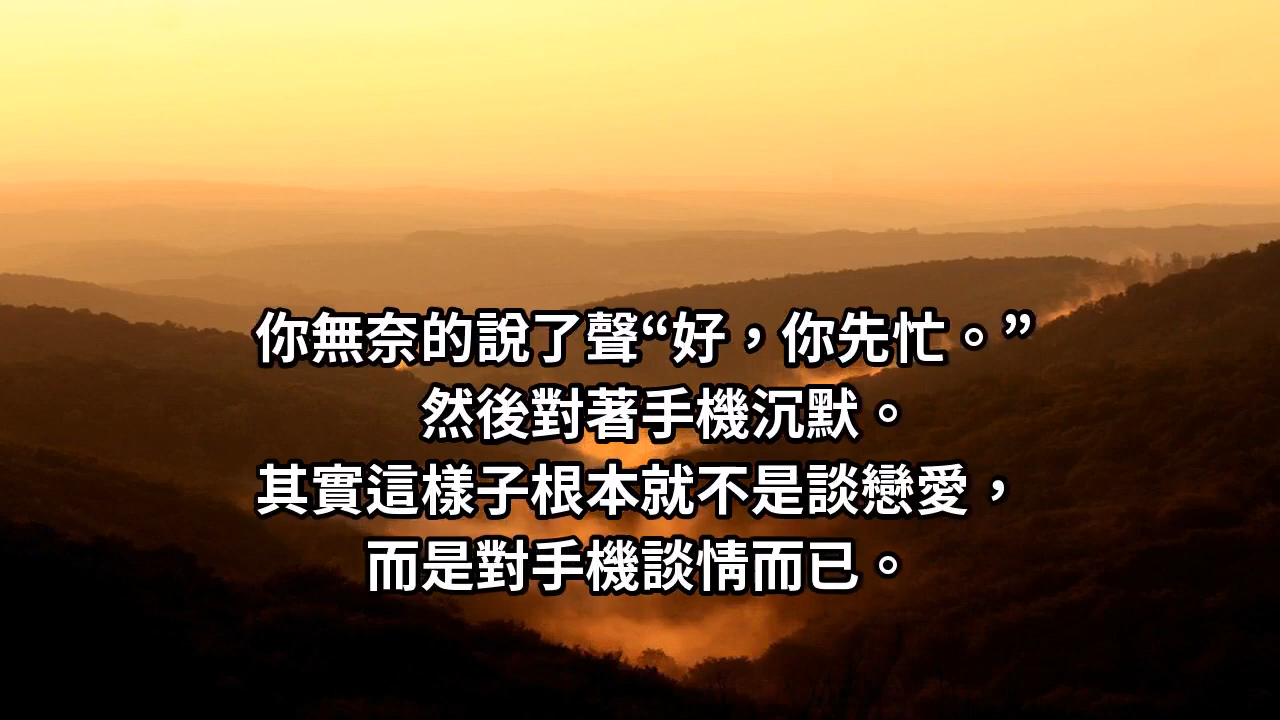 你無奈的說了聲“好，你先忙。”
然後對著手機沉默。
其實這樣子根本就不是談戀愛，
而是對手機談情而已。